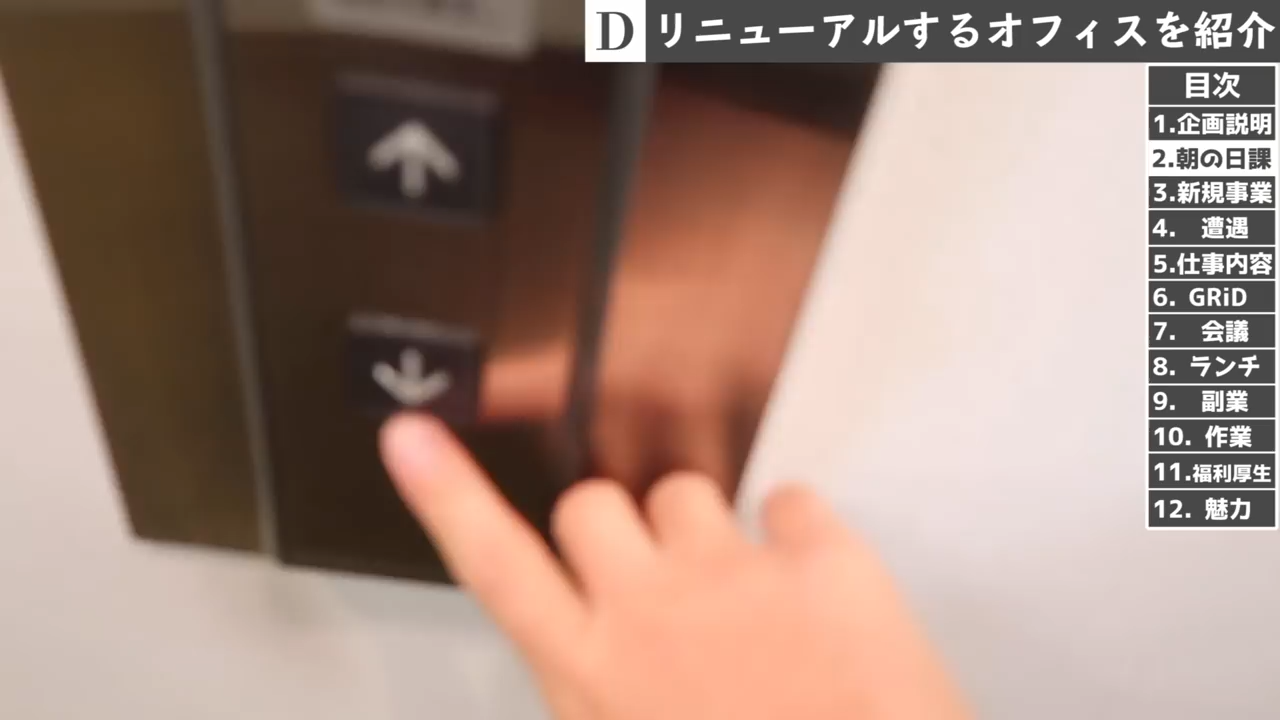 D リニューアルするオフィスを紹介
目次
1.企画説明
2.朝の日課
3.新規事業
4. 遭遇
5.仕事内容
6. GRiD
7. 会議
8. ランチ
9. 副業
10. 作業
11.福利厚生
12. 魅力